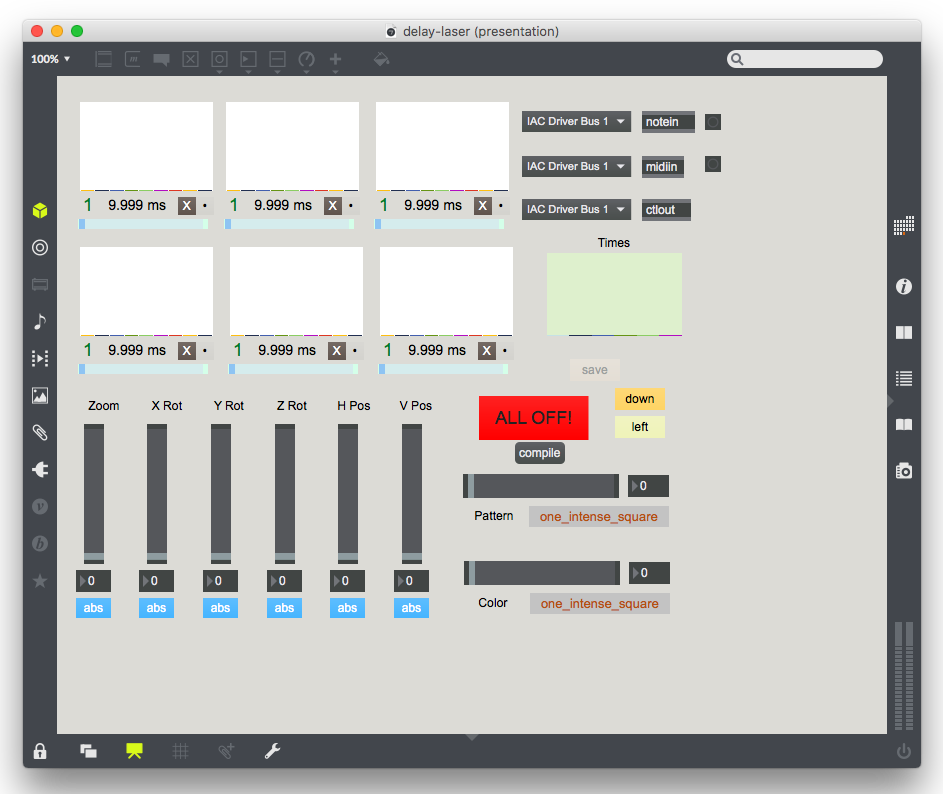 delay-laser (presentation)
100%
IAC Driver Bus 1 notein
IAC Driver Bus 1 midiin
1 9.999 ms X 1 9.999 ms X 1 9.999 ms X
IAC Driver Bus 1 ctlout
Times
1 9.999 ms X 1 9.999 ms X 1 9.999 ms X
save
down
Zoom X Rot Y Rot Z Rot H Pos V Pos
ALL OFF!
left
compile
0
Pattern one_intense_square
0 0 0 0 0 0
0
Color one_intense_square
abs abs abs abs abs abs